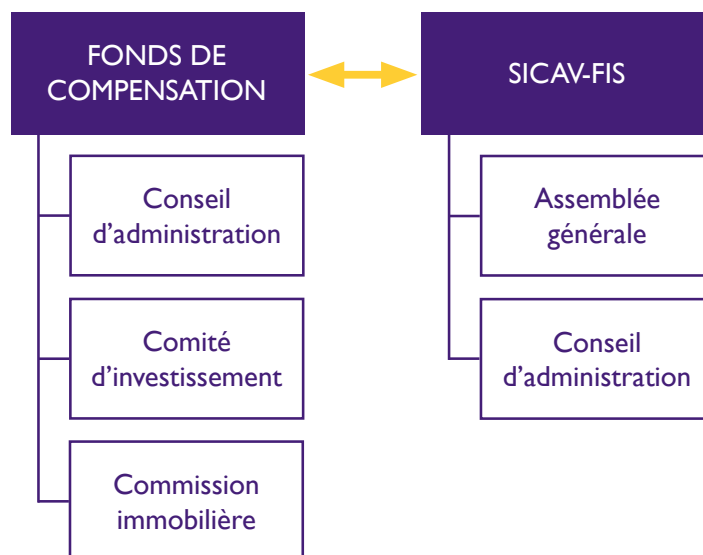 FONDS DE
COMPENSATION
Conseil
d'administration
Comité
d'investissement
Commission
immobilière
SICAV-FIS
Assemblée
générale
Conseil
d'administration